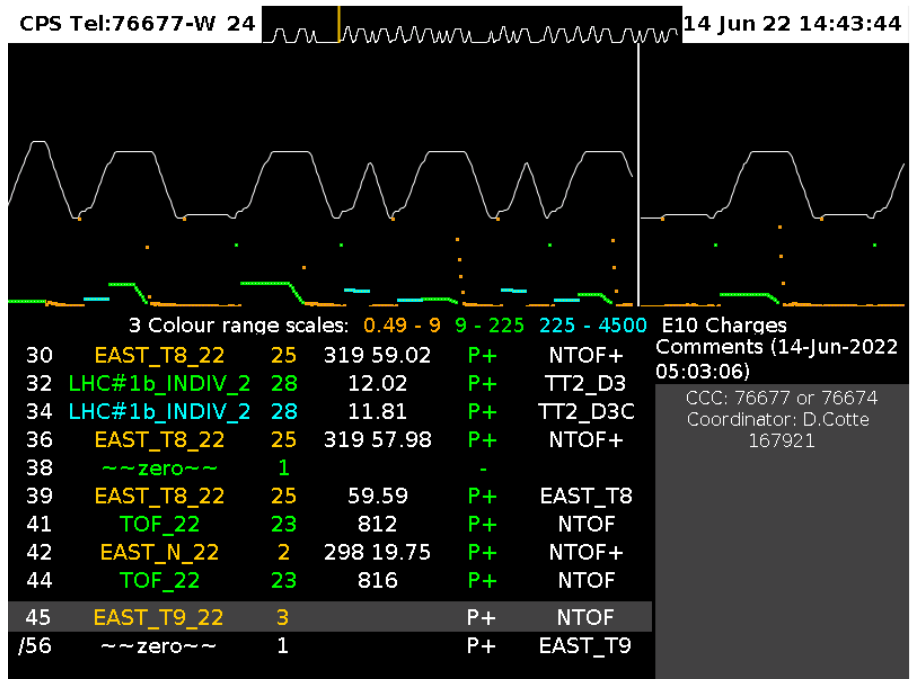 CPS Tel:76677-W 24 14 Jun 22 14:43:44
3 Colour range scales: 0.49 - 9 9 - 225 225 - 4500 E10 Charges
Comments (14-Jun-2022
05:03:06)
CCC: 76677 or 76674
Coordinator: D.Cotte
167921
30 EAST_T8_22 25 319 59.02 P+ NTOF+
32 LHC#1b_INDIV_2 28 12.02 P+ TT2_D3
34 LHC#1b_INDIV_2 28 11.81 P+ TT2_D3C
36 EAST_T8_22 25 319 57.98 P+ NTOF+
38 ~~zero~~ 1 -
39 EAST_T8_22 25 59.59 P+ EAST_T8
41 TOF_22 23 812 P+ NTOF
42 EAST_N_22 2 298 19.75 P+ NTOF+
44 TOF_22 23 816 P+ NTOF
45 EAST_T9_22 3 P+ NTOF
/56 ~~zero~~ 1 P+ EAST_T9